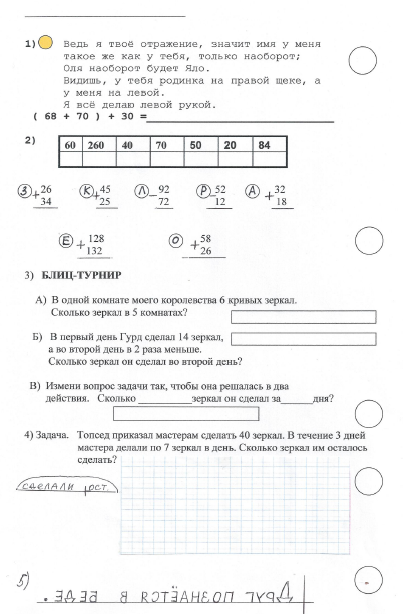 1) Ведь я твоё отражение, значит имя у меня
такое же как у тебя, только наоборот;
Оля наоборот будет Яло.
Видишь, у тебя родинка на правой щеке, а
у меня на левой.
Я всё делаю левой рукой.
( 68 + 70 ) + 30 =
2) 60 260 40 70 50 20 84
З +26 34 К +45 25 Л -92 72 Р -52 12 А +32 18
Е +128 132 О +58 26
3) БЛИЦ-ТУРНИР
А) В одной комнате моего королевства 6 кривых зеркал.
Сколько зеркал в 5 комнатах?
Б) В первый день Гурд сделал 14 зеркал,
а во второй день в 2 раза меньше.
Сколько зеркал он сделал во второй день?
В) Измени вопрос задачи так, чтобы она решалась в два
действия. Сколько __________зеркал он сделал за______дня?
4) Задача. Топсед приказал мастерам сделать 40 зеркал. В течение 3 дней
мастера делали по 7 зеркал в день. Сколько зеркал им осталось
сделать?
СДЕЛАЛИ ост.
5) ДРУГ ПОЗНАЁТСЯ В БЕДЕ.